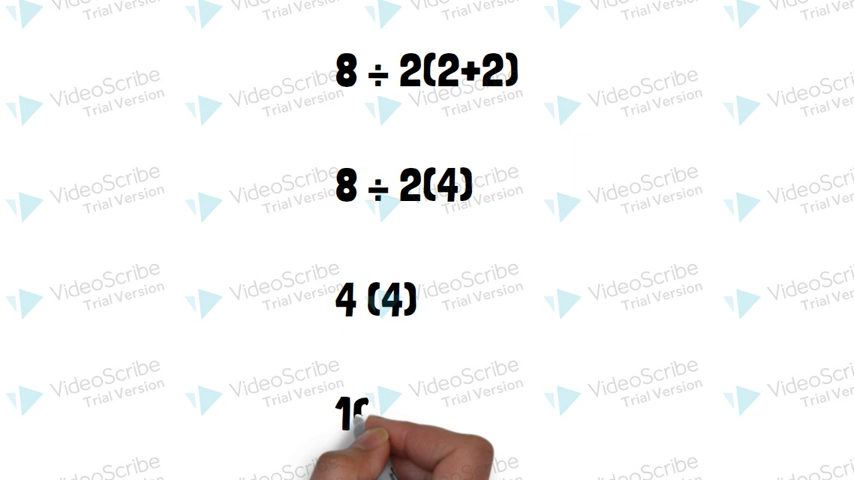 8 ÷ 2(2+2)
8 ÷ 2(4)
4 (4)
VideoScribe
Trial Version